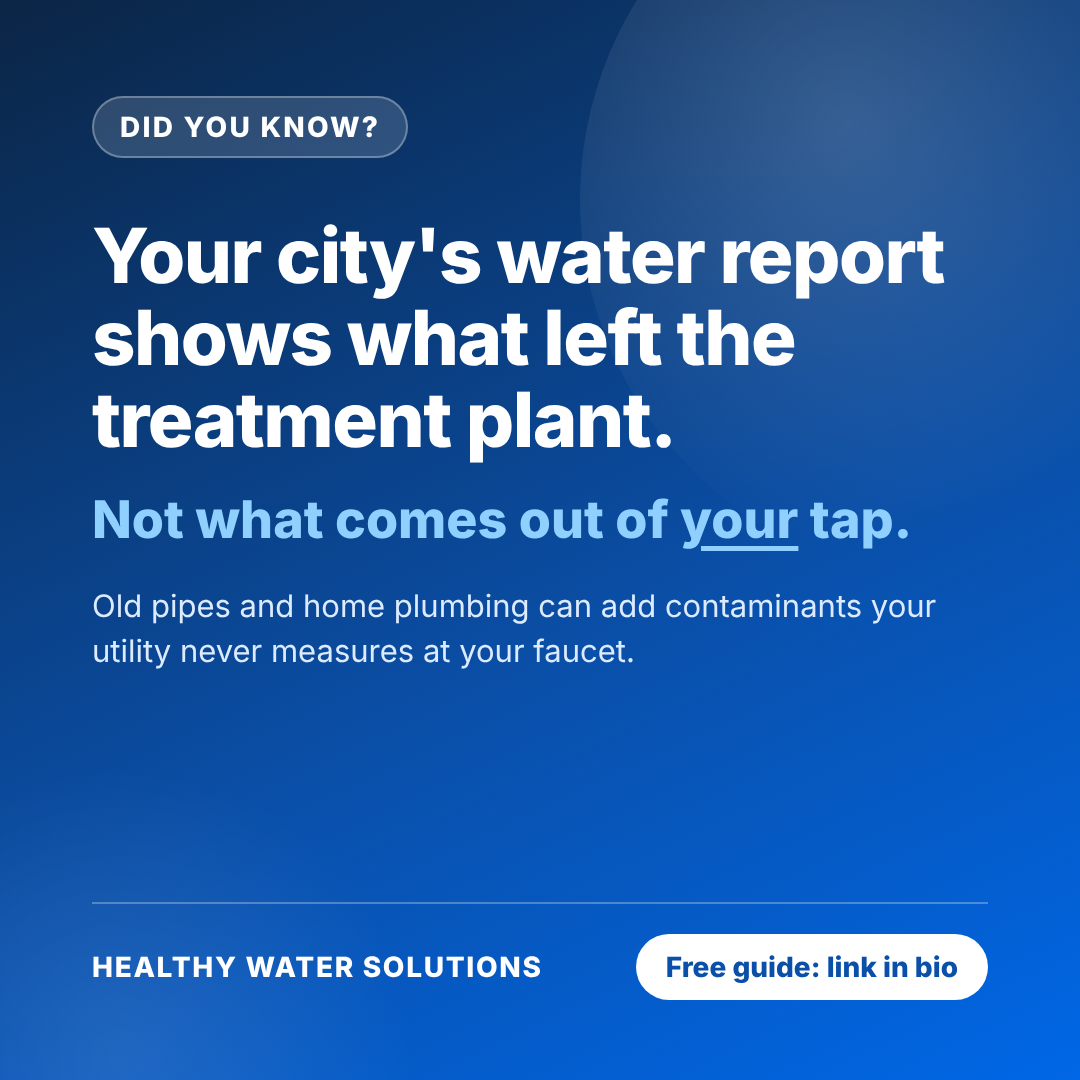 DID YOU KNOW?
Your city's water report
shows what left the
treatment plant.
Not what comes out of your tap.
Old pipes and home plumbing can add contaminants your
utility never measures at your faucet.
HEALTHY WATER SOLUTIONS
Free guide: link in bio